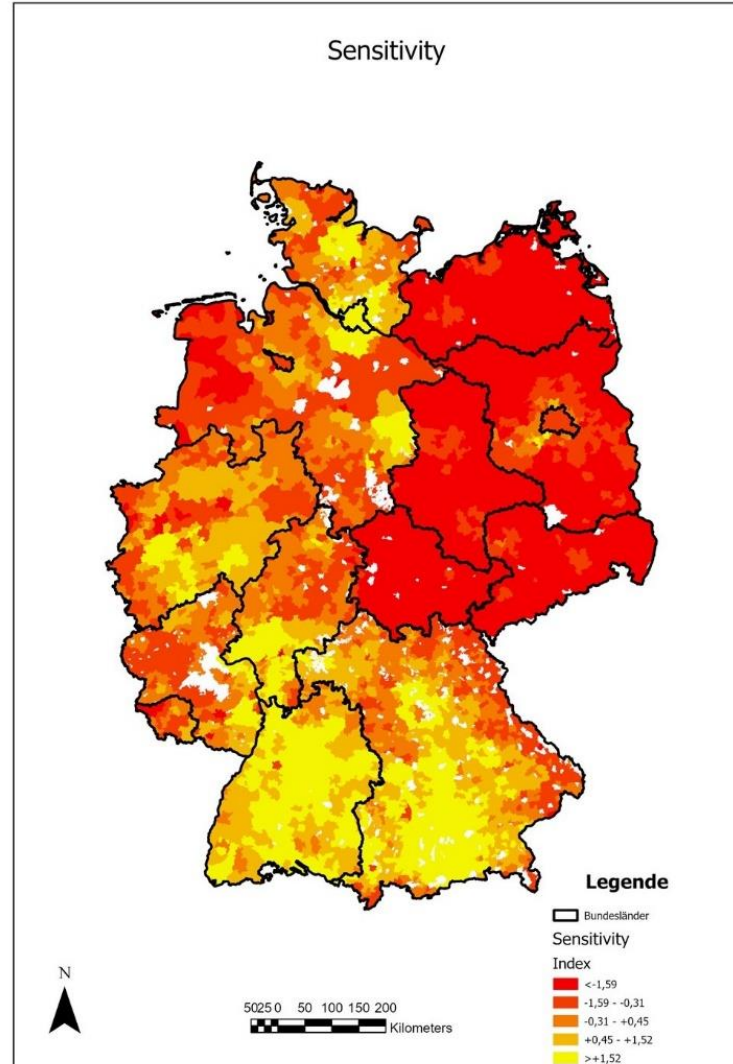 Sensitivity
Legende
Bundesländer
Sensitivity
Index
<-1,59
-1,59 - -0,31
-0,31 - +0,45
+0,45 - +1,52
>+1,52
N
5025 0 50 100 150 200
Kilometers